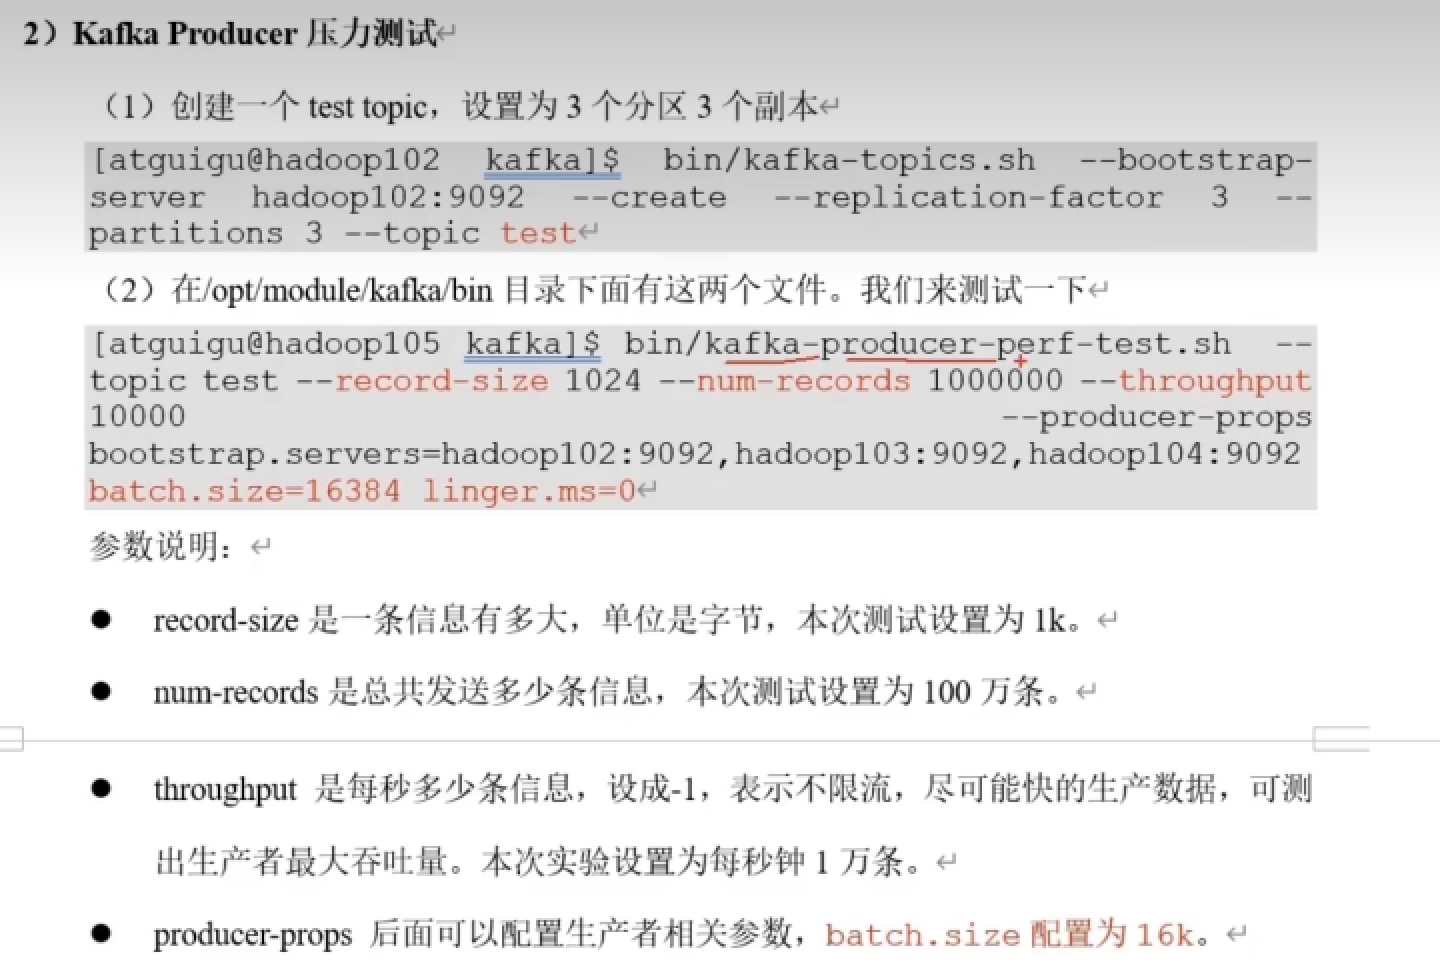 2）Kafka Producer 压力测试
（1）创建一个 test topic，设置为 3 个分区 3 个副本
[atguigu@hadoop102 kafka]$ bin/kafka-topics.sh --bootstrap-
server hadoop102:9092 --create --replication-factor 3 --
partitions 3 --topic test
（2）在/opt/module/kafka/bin 目录下面有这两个文件。我们来测试一下
[atguigu@hadoop105 kafka]$ bin/kafka-producer-perf-test.sh --
topic test --record-size 1024 --num-records 1000000 --throughput
10000 --producer-props
bootstrap.servers=hadoop102:9092,hadoop103:9092,hadoop104:9092
batch.size=16384 linger.ms=0
参数说明：
● record-size 是一条信息有多大，单位是字节，本次测试设置为 1k。
● num-records 是总共发送多少条信息，本次测试设置为 100 万条。
● throughput 是每秒多少条信息，设成-1，表示不限流，尽可能快的生产数据，可测
出生产者最大吞吐量。本次实验设置为每秒钟 1 万条。
● producer-props 后面可以配置生产者相关参数，batch.size 配置为 16k。